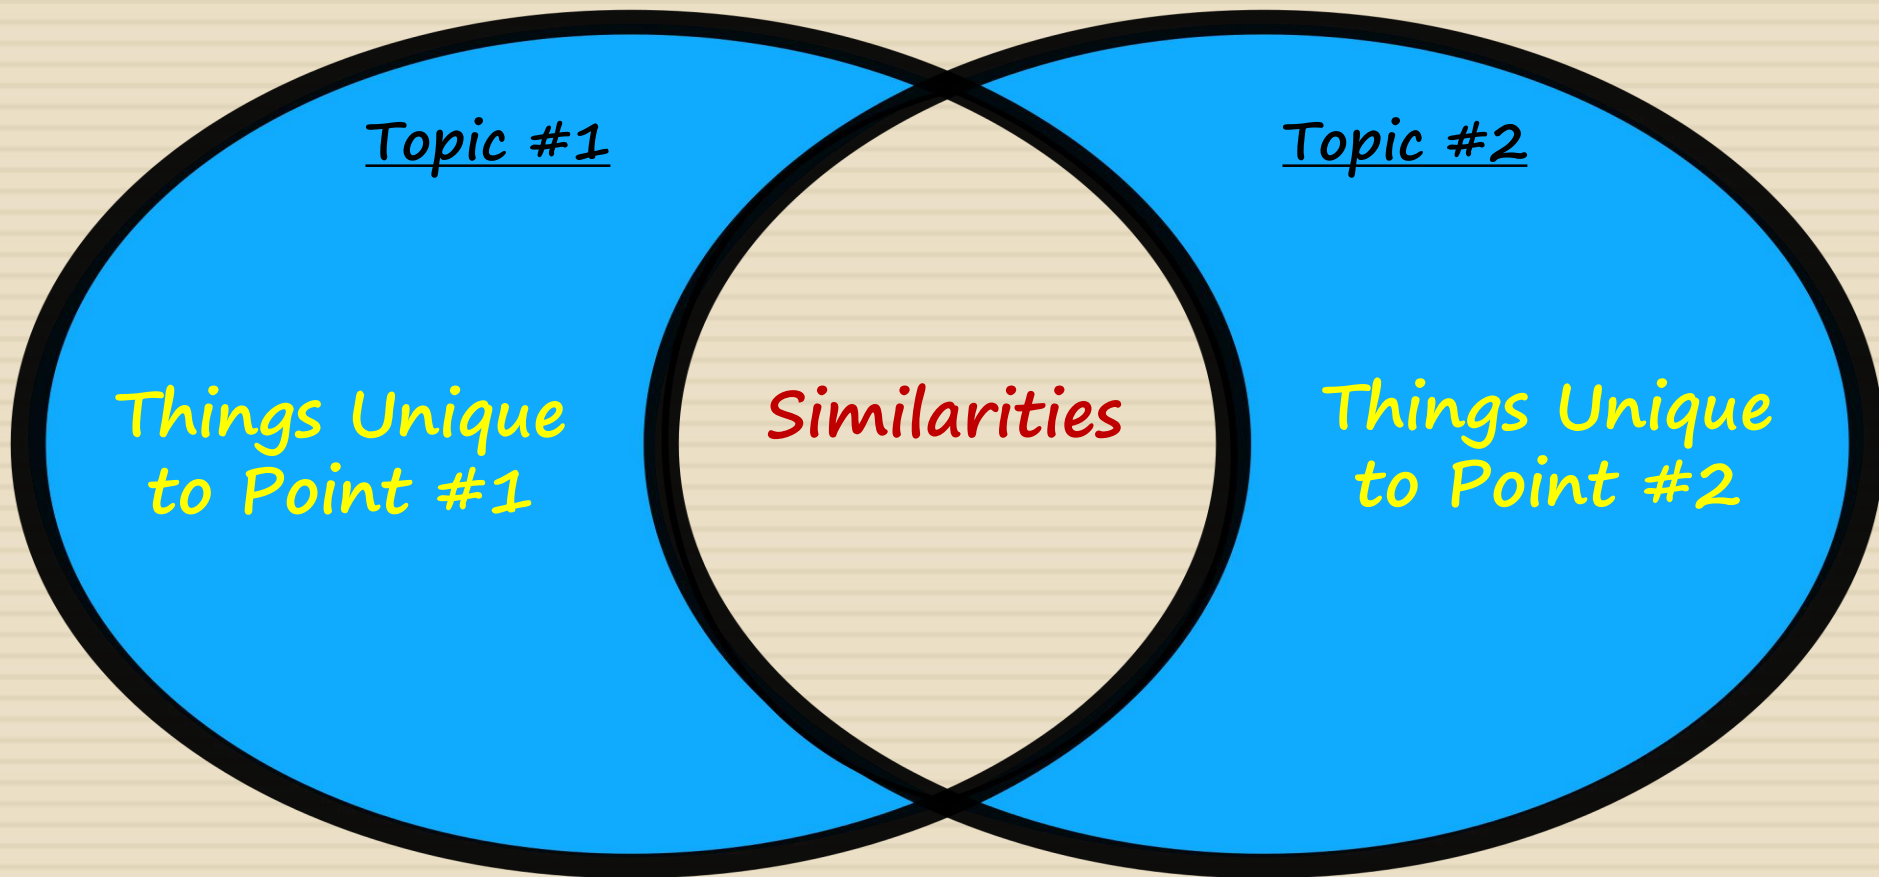 Topic #1
Topic #2
Things Unique
to Point #1
Similarities
Things Unique
to Point #2